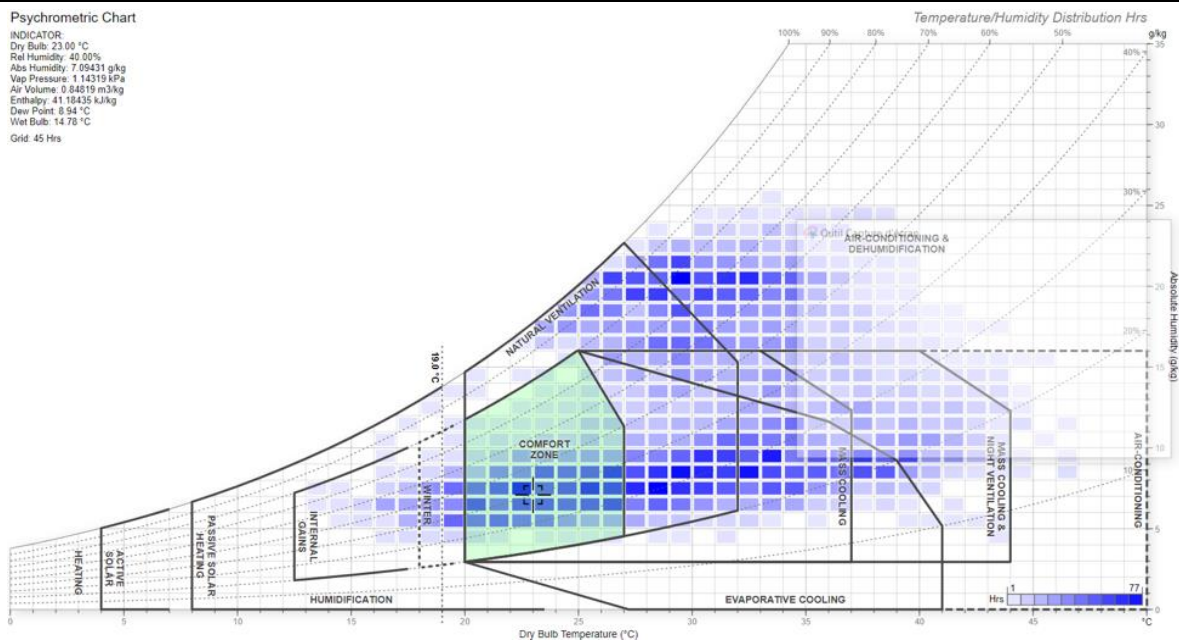 Psychrometric Chart
Temperature/Humidity Distribution Hrs
INDICATOR:
Dry Bulb: 23.00 °C
Rel Humidity: 40.00%
Abs Humidity: 7.09431 g/kg
Vap Pressure: 1.14319 kPa
Air Volume: 0.84819 m3/kg
Enthalpy: 41.18435 kJ/kg
Dew Point: 8.94 °C
Wet Bulb: 14.78 °C
Grid: 45 Hrs
100% 90% 80% 70% 60% 50%
g/kg
35
40%
30
30%
25
20
20%
15
10
10%
5
0
Absolute Humidity (g/kg)
Outil Capture d'écran
AIR-CONDITIONING &
DEHUMIDIFICATION
NATURAL VENTILATION
19.0 °C
COMFORT
ZONE
WINTER
INTERNAL
GAINS
PASSIVE SOLAR
HEATING
ACTIVE
SOLAR
HEATING
MASS COOLING
MASS COOLING &
NIGHT VENTILATION
AIR-CONDITIONING
HUMIDIFICATION
EVAPORATIVE COOLING
1 77
Hrs
0 5 10 15 20 25 30 35 40 45 °C
Dry Bulb Temperature (°C)